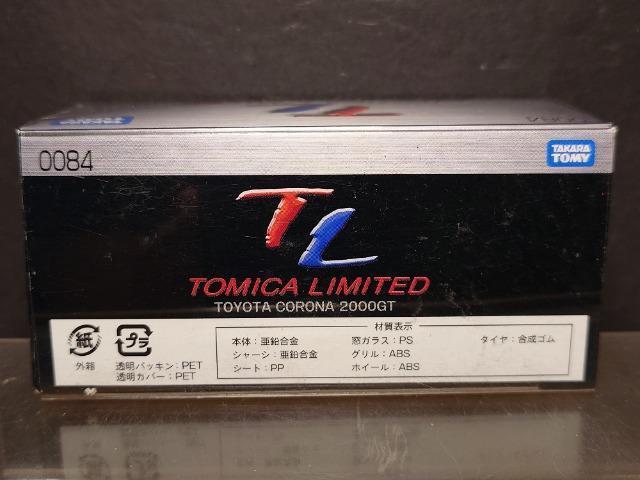 0084
TAKARA
TOMY
TL
TOMICA LIMITED
TOYOTA CORONA 2000GT
紙
外箱
プラ
透明パッキン：PET
透明カバー：PET
材質表示
本体：亜鉛合金
シャーシ：亜鉛合金
シート：PP
窓ガラス：PS
グリル：ABS
ホイール：ABS
タイヤ：合成ゴム